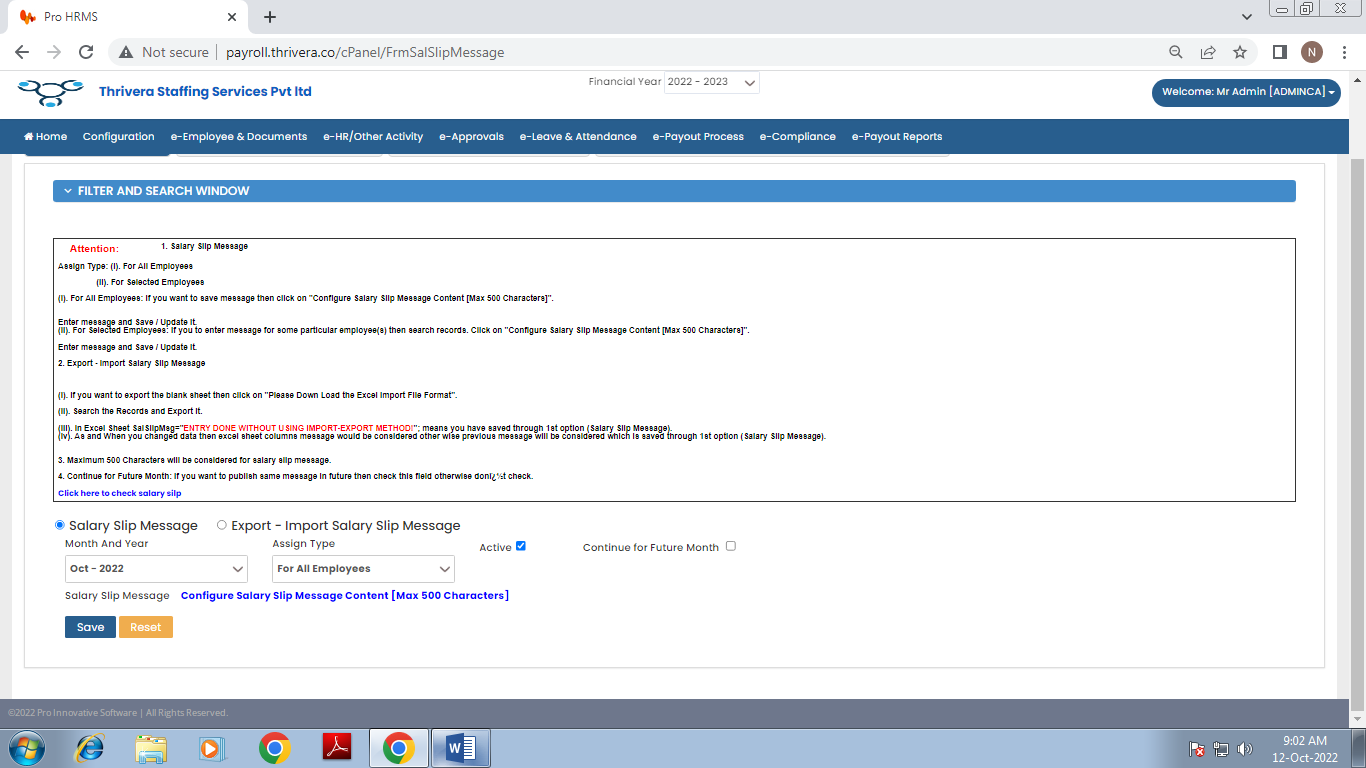 Pro HRMS
Not secure
payroll.thrivera.co/cPanel/FrmSalSlipMessage
N
Thrivera Staffing Services Pvt ltd
Financial Year 2022 - 2023
Welcome: Mr Admin [ADMINCA]
Home Configuration e-Employee & Documents e-HR/Other Activity e-Approvals e-Leave & Attendance e-Payout Process e-Compliance e-Payout Reports
FILTER AND SEARCH WINDOW
Attention: 1. Salary Slip Message
Assign Type: (I). For All Employees
(II). For Selected Employees
(I). For All Employees: If you want to save message then click on "Configure Salary Slip Message Content [Max 500 Characters]".
Enter message and Save / Update it.
(II). For Selected Employees: If you to enter message for some particular employee(s) then search records. Click on "Configure Salary Slip Message Content [Max 500 Characters]".
Enter message and Save / Update it.
2. Export - Import Salary Slip Message
(I). If you want to export the blank sheet then click on "Please Down Load the Excel Import File Format".
(II). Search the Records and Export it.
(III). In Excel Sheet SalSlipMsg="ENTRY DONE WITHOUT USING IMPORT-EXPORT METHOD!"; means you have saved through 1st option (Salary Slip Message).
(IV). As and When you changed data then excel sheet columns message would be considered other wise previous message will be considered which is saved through 1st option (Salary Slip Message).
3. Maximum 500 Characters will be considered for salary slip message.
4. Continue for Future Month: If you want to publish same message in future then check this field otherwise donï¿½t check.
Click here to check salary silp
Salary Slip Message Export - Import Salary Slip Message
Month And Year Assign Type Active Continue for Future Month
Oct - 2022 For All Employees
Salary Slip Message Configure Salary Slip Message Content [Max 500 Characters]
Save Reset
©2022 Pro Innovative Software | All Rights Reserved.
W
9:02 AM
12-Oct-2022